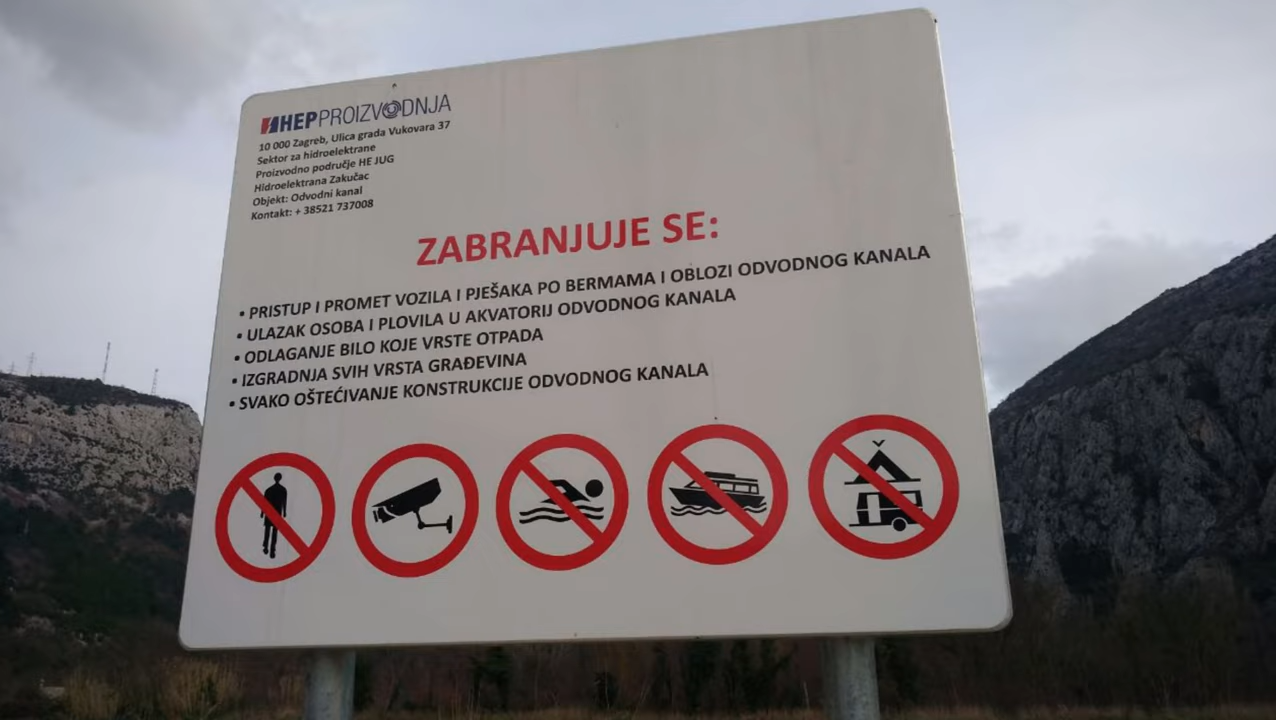 HEP PROIZVODNJA
10 000 Zagreb, Ulica grada Vukovara 37
Sektor za hidroelektrane
Proizvodno područje HE JUG
Hidroelektrana Zakučac
Objekt: Odvodni kanal
Kontakt: + 38521 737008
ZABRANJUJE SE:
• PRISTUP I PROMET VOZILA I PJEŠAKA PO BERMAMA I OBLOZI ODVODNOG KANALA
• ULAZAK OSOBA I PLOVILA U AKVATORIJ ODVODNOG KANALA
• ODLAGANJE BILO KOJE VRSTE OTPADA
• IZGRADNJA SVIH VRSTA GRAĐEVINA
• SVAKO OŠTEĆIVANJE KONSTRUKCIJE ODVODNOG KANALA